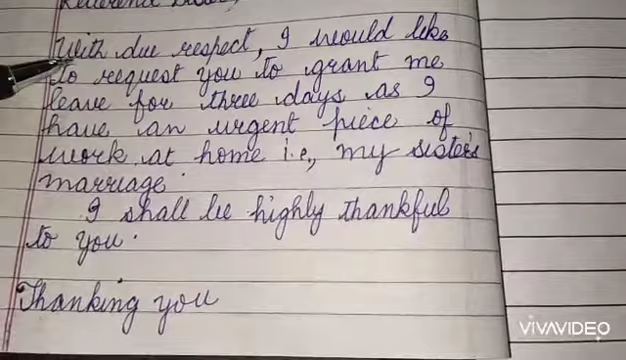 With due respect, I would like
to request you to grant me
leave for three days as I
have an urgent piece of
work at home i.e., my sister's
marriage.
I shall be highly thankful
to you.
Thanking you
VIVAVIDEO